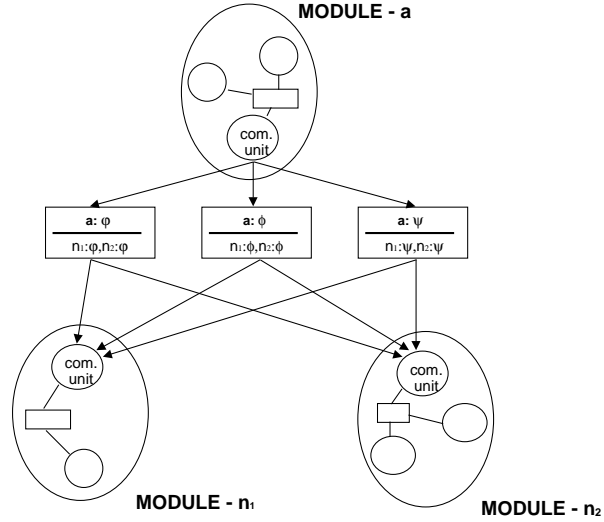 MODULE - a
com.
unit
a: φ
n₁:φ,n₂:φ
a: ϕ
n₁:ϕ,n₂:ϕ
a: ψ
n₁:ψ,n₂:ψ
com.
unit
com.
unit
MODULE - n₁
MODULE - n₂